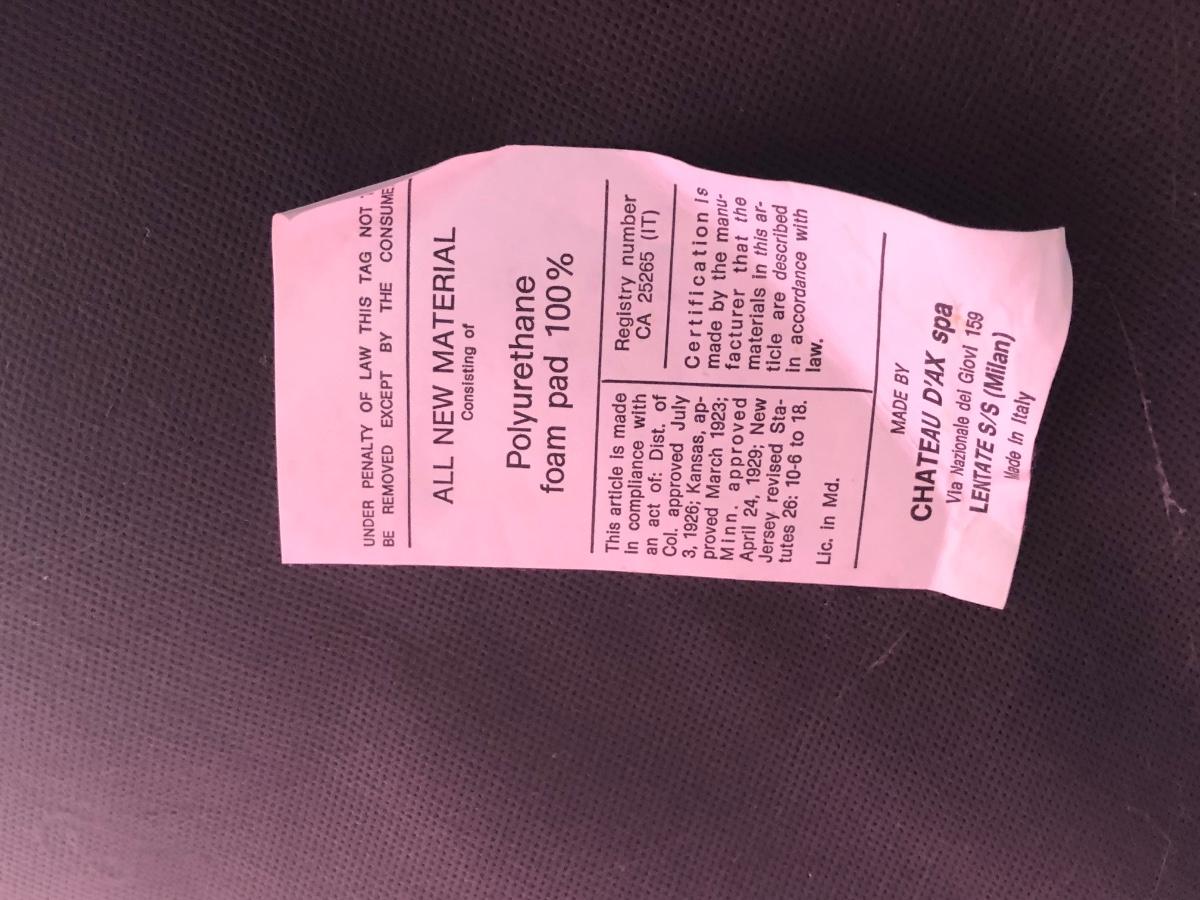 UNDER PENALTY OF LAW THIS TAG NOT
BE REMOVED EXCEPT BY THE CONSUME
ALL NEW MATERIAL
Consisting of
Polyurethane
foam pad 100%
This article is made
in compliance with
an act of: Dist, of
Col. approved July
3, 1926; Kansas, ap-
proved March 1923;
Minn. approved
April 24, 1929; New
Jersey revised Sta-
tutes 26: 10-6 to 18.
Lic. in Md.
Registry number
CA 25265 (IT)
Certification is
made by the manu-
facturer that the
materials in this ar-
ticle are described
in accordance with
law.
MADE BY
CHATEAU D'AX spa
Via Nazionale dei Giovi 159
LENTATE S/S (Milan)
Made in Italy